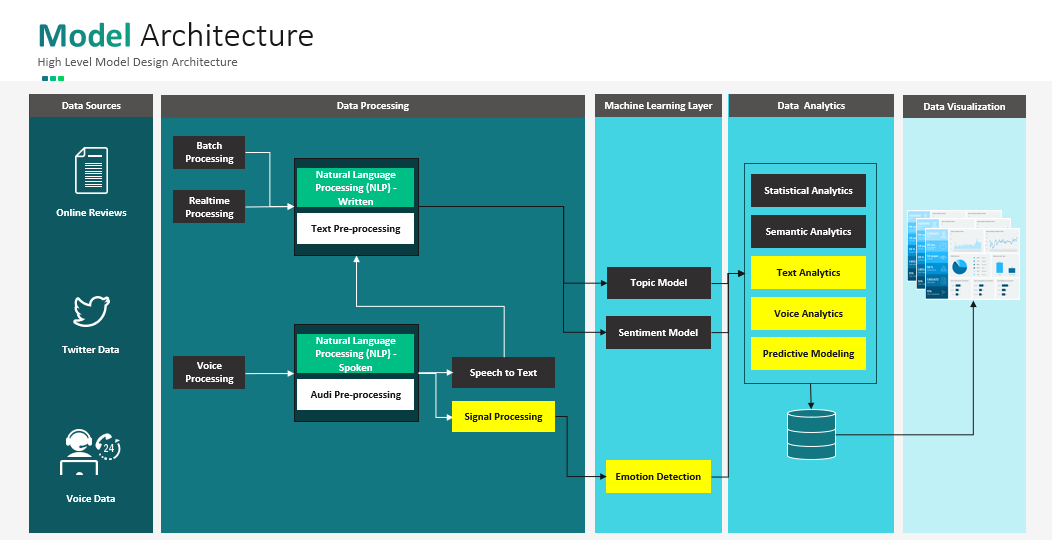 Model Architecture
High Level Model Design Architecture
Data Sources
Data Processing
Machine Learning Layer
Data Analytics
Data Visualization
Online Reviews
Twitter Data
24
Voice Data
Batch
Processing
Realtime
Processing
Natural Language
Processing (NLP) -
Written
Text Pre-processing
Voice
Processing
Natural Language
Processing (NLP) -
Spoken
Audi Pre-processing
Speech to Text
Signal Processing
Topic Model
Sentiment Model
Emotion Detection
Statistical Analytics
Semantic Analytics
Text Analytics
Voice Analytics
Predictive Modeling